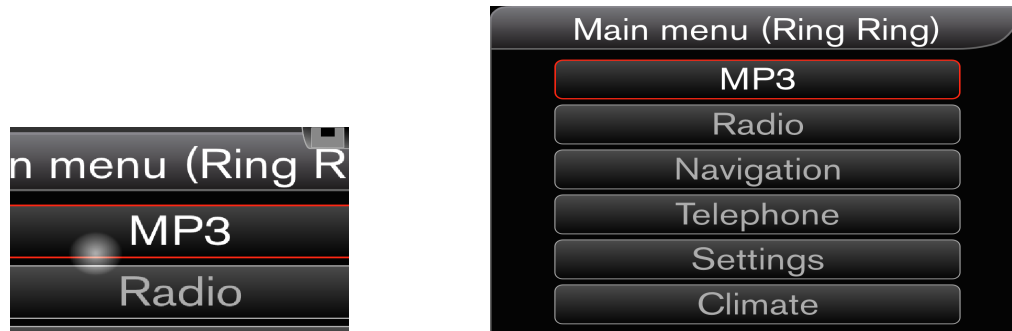 n menu (Ring R
MP3
Radio
Main menu (Ring Ring)
MP3
Radio
Navigation
Telephone
Settings
Climate